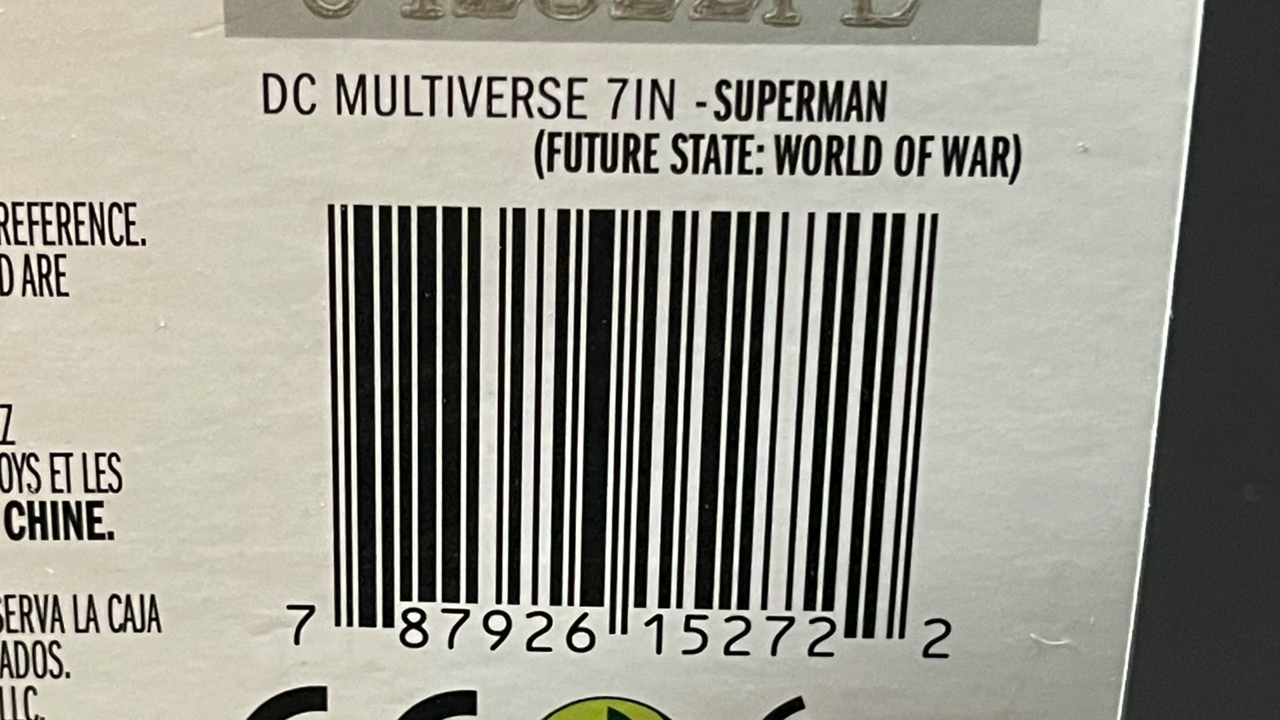 DC MULTIVERSE 7IN - SUPERMAN
(FUTURE STATE: WORLD OF WAR)
REFERENCE.
D ARE
Z
OYS ET LES
CHINE.
SERVA LA CAJA
ADOS.
LLC.
7 87926 15272 2